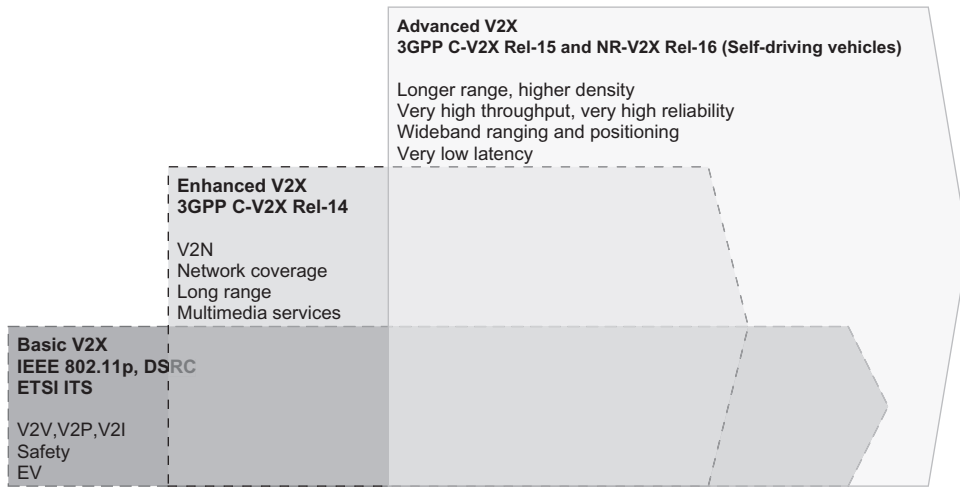 Advanced V2X
3GPP C-V2X Rel-15 and NR-V2X Rel-16 (Self-driving vehicles)
Longer range, higher density
Very high throughput, very high reliability
Wideband ranging and positioning
Very low latency
Enhanced V2X
3GPP C-V2X Rel-14
V2N
Network coverage
Long range
Multimedia services
Basic V2X
IEEE 802.11p, DSRC
ETSI ITS
V2V,V2P,V2I
Safety
EV